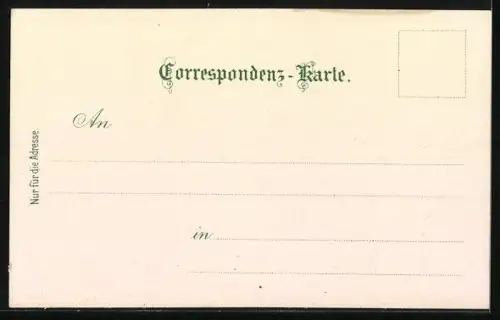 Correspondenz-Karte.
An
in
Nur für die Adresse.